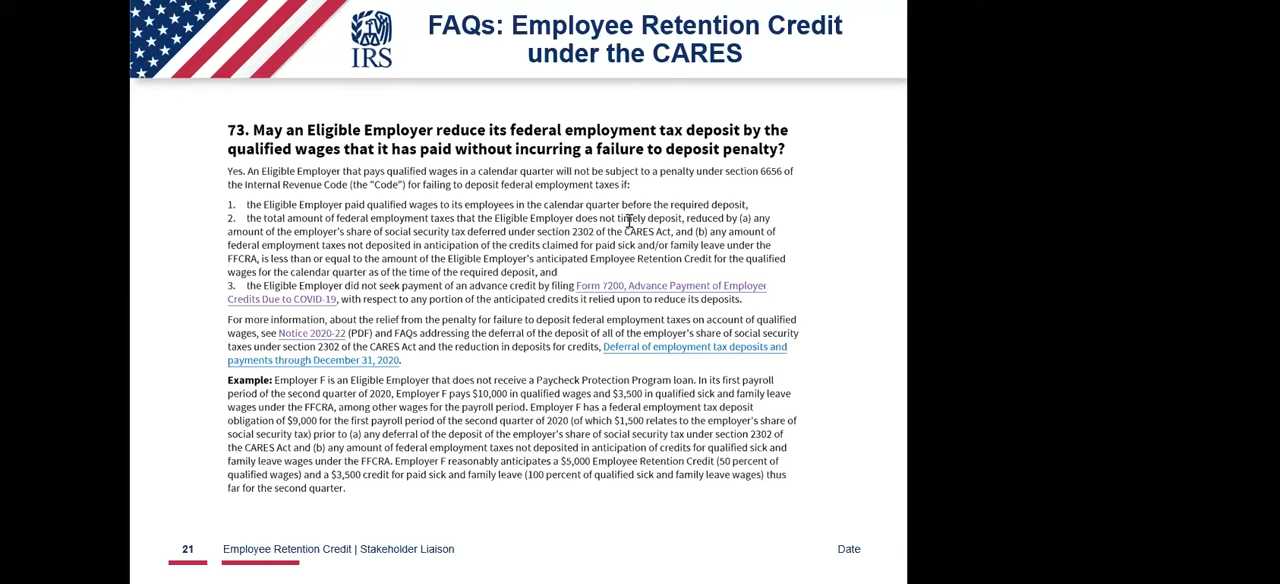 FAQs: Employee Retention Credit
under the CARES
IRS
73. May an Eligible Employer reduce its federal employment tax deposit by the
qualified wages that it has paid without incurring a failure to deposit penalty?
Yes. An Eligible Employer that pays qualified wages in a calendar quarter will not be subject to a penalty under section 6656 of
the Internal Revenue Code (the "Code") for failing to deposit federal employment taxes if:
1. the Eligible Employer paid qualified wages to its employees in the calendar quarter before the required deposit,
2. the total amount of federal employment taxes that the Eligible Employer does not timely deposit, reduced by (a) any
amount of the employer's share of social security tax deferred under section 2302 of the CARES Act, and (b) any amount of
federal employment taxes not deposited in anticipation of the credits claimed for paid sick and/or family leave under the
FFCRA, is less than or equal to the amount of the Eligible Employer's anticipated Employee Retention Credit for the qualified
wages for the calendar quarter as of the time of the required deposit, and
3. the Eligible Employer did not seek payment of an advance credit by filing Form 7200, Advance Payment of Employer
Credits Due to COVID-19, with respect to any portion of the anticipated credits it relied upon to reduce its deposits.
For more information, about the relief from the penalty for failure to deposit federal employment taxes on account of qualified
wages, see Notice 2020-22 (PDF) and FAQs addressing the deferral of the deposit of all of the employer's share of social security
taxes under section 2302 of the CARES Act and the reduction in deposits for credits, Deferral of employment tax deposits and
payments through December 31, 2020.
Example: Employer F is an Eligible Employer that does not receive a Paycheck Protection Program loan. In its first payroll
period of the second quarter of 2020, Employer F pays $10,000 in qualified wages and $3,500 in qualified sick and family leave
wages under the FFCRA, among other wages for the payroll period. Employer F has a federal employment tax deposit
obligation of $9,000 for the first payroll period of the second quarter of 2020 (of which $1,500 relates to the employer's share of
social security tax) prior to (a) any deferral of the deposit of the employer's share of social security tax under section 2302 of
the CARES Act and (b) any amount of federal employment taxes not deposited in anticipation of credits for qualified sick and
family leave wages under the FFCRA. Employer F reasonably anticipates a $5,000 Employee Retention Credit (50 percent of
qualified wages) and a $3,500 credit for paid sick and family leave (100 percent of qualified sick and family leave wages) thus
far for the second quarter.
21 Employee Retention Credit | Stakeholder Liaison Date